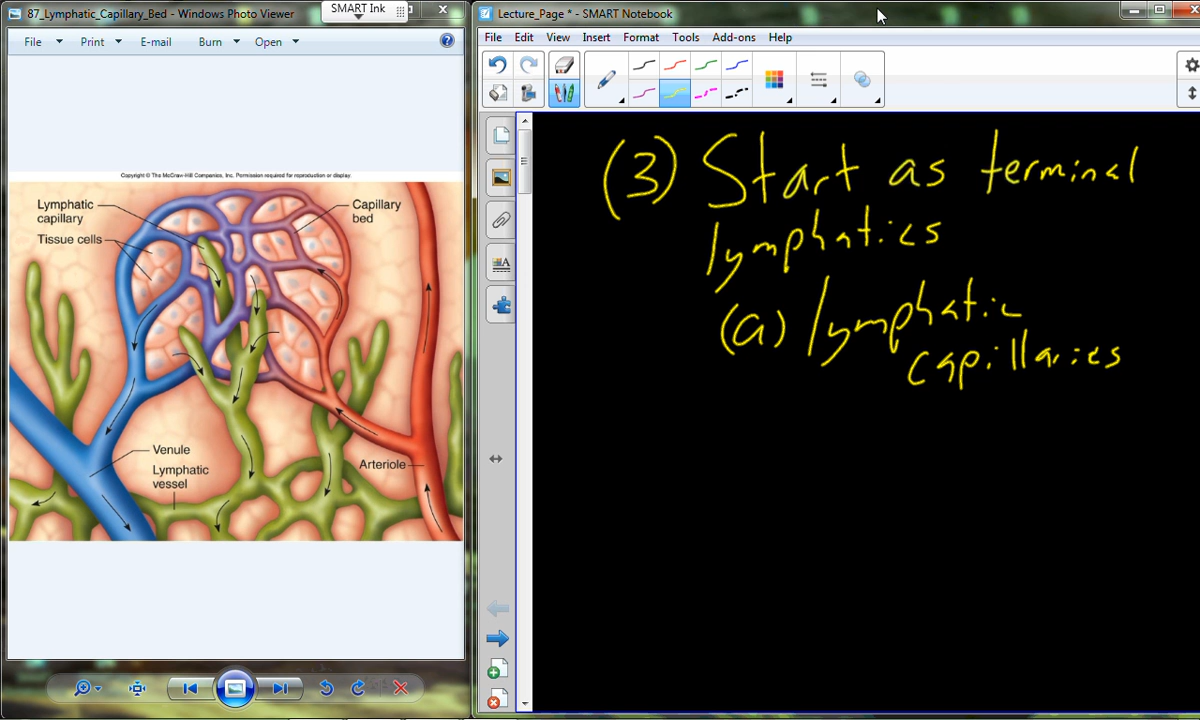 87_Lymphatic_Capillary_Bed - Windows Photo Viewer
SMART Ink
File Print E-mail Burn Open
Copyright © The McGraw-Hill Companies, Inc. Permission required for reproduction or display.
Lymphatic
capillary
Tissue cells
Capillary
bed
Venule
Lymphatic
vessel
Arteriole
Lecture_Page * - SMART Notebook
File Edit View Insert Format Tools Add-ons Help
(3) Start as terminal
lymphatics
(a) lymphatic
capillaries